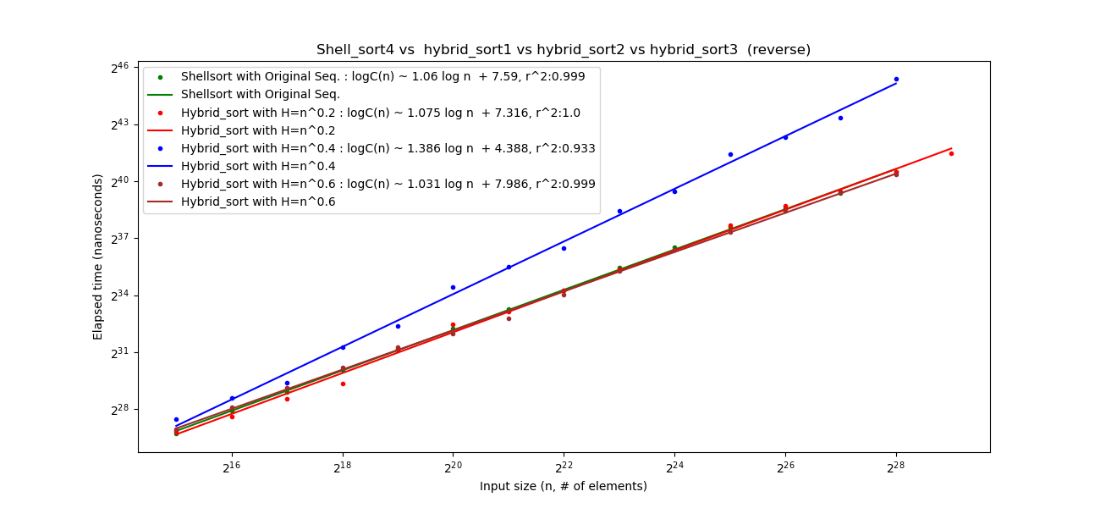 Shell_sort4 vs  hybrid_sort1 vs hybrid_sort2 vs hybrid_sort3  (reverse)
Shellsort with Original Seq. : logC(n) ~ 1.06 log n  + 7.59, r^2:0.999
Shellsort with Original Seq.
Hybrid_sort with H=n^0.2 : logC(n) ~ 1.075 log n  + 7.316, r^2:1.0
Hybrid_sort with H=n^0.2
Hybrid_sort with H=n^0.4 : logC(n) ~ 1.386 log n  + 4.388, r^2:0.933
Hybrid_sort with H=n^0.4
Hybrid_sort with H=n^0.6 : logC(n) ~ 1.031 log n  + 7.986, r^2:0.999
Hybrid_sort with H=n^0.6
Elapsed time (nanoseconds)
2^46
2^43
2^40
2^37
2^34
2^31
2^28
2^16 2^18 2^20 2^22 2^24 2^26 2^28
Input size (n, # of elements)